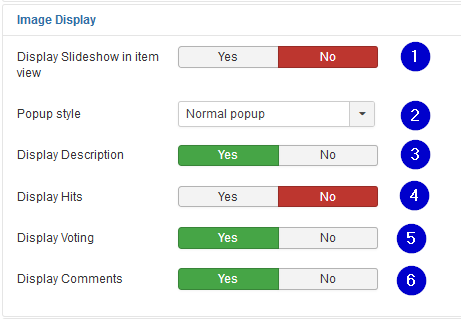 Image Display
Display Slideshow in item view Yes No 1
Popup style Normal popup 2
Display Description Yes No 3
Display Hits Yes No 4
Display Voting Yes No 5
Display Comments Yes No 6